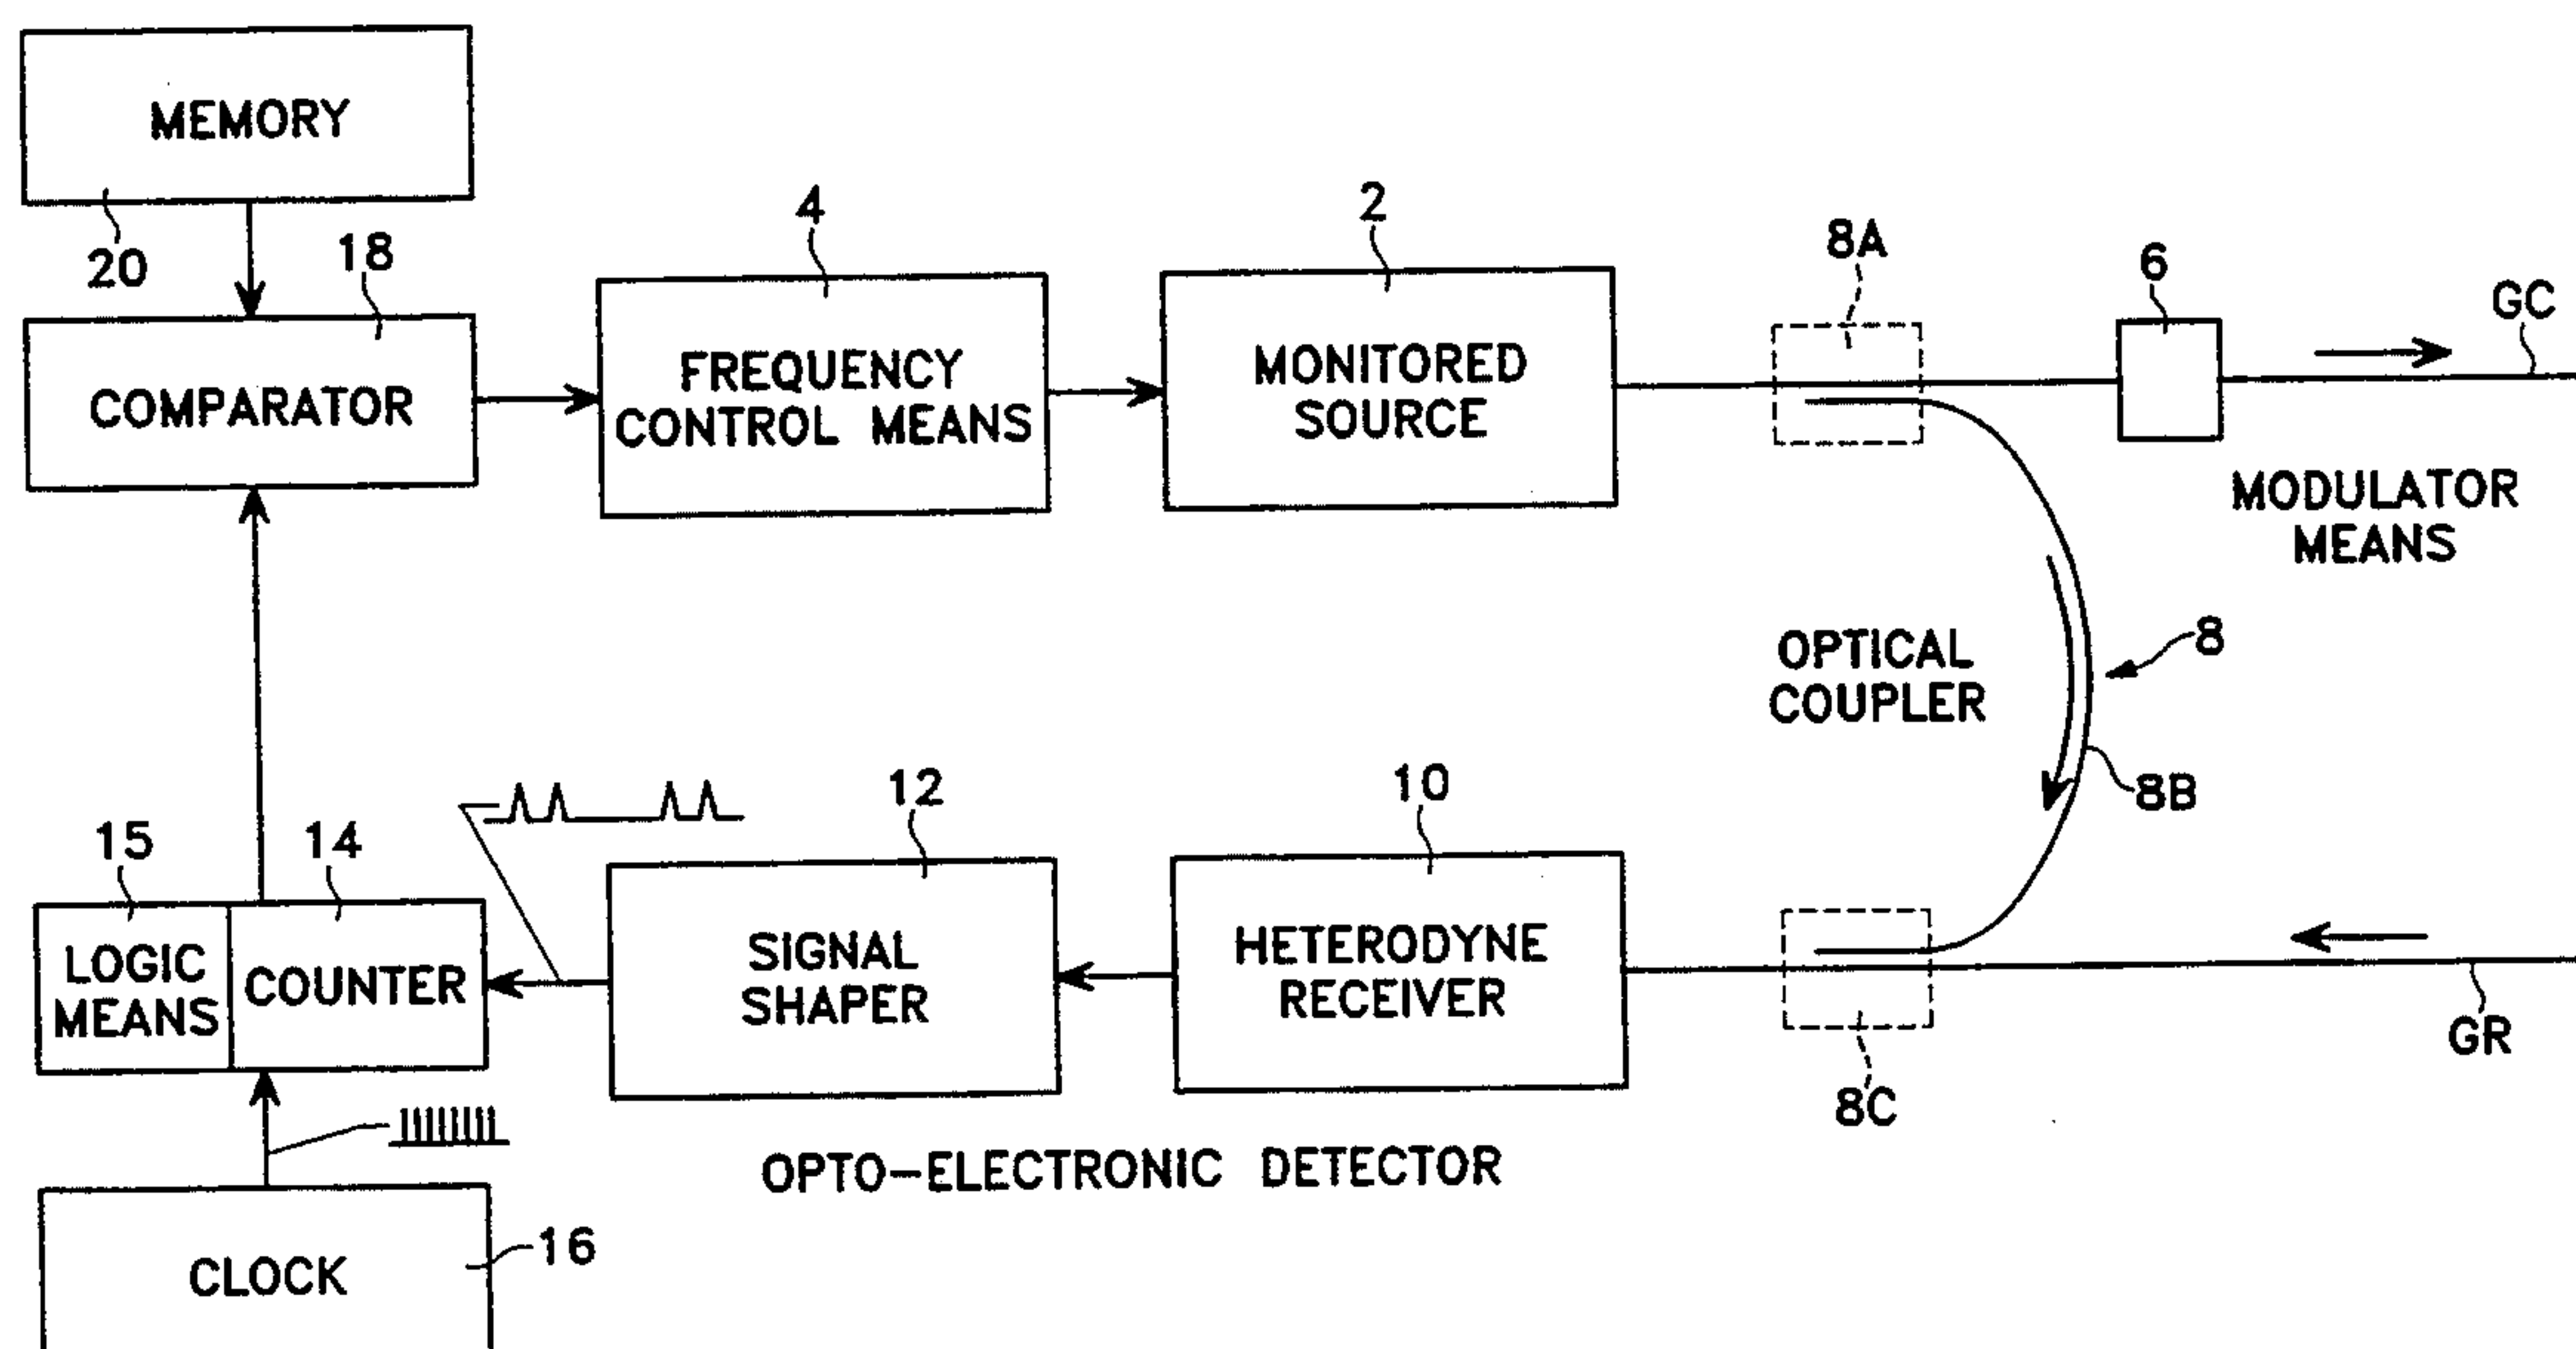 MEMORY
20
18
COMPARATOR
4
FREQUENCY
CONTROL MEANS
2
MONITORED
SOURCE
8A
6
GC
MODULATOR
MEANS
OPTICAL
COUPLER
8
8B
15
14
LOGIC
MEANS
COUNTER
12
SIGNAL
SHAPER
10
HETERODYNE
RECEIVER
8C
GR
OPTO-ELECTRONIC DETECTOR
CLOCK
16